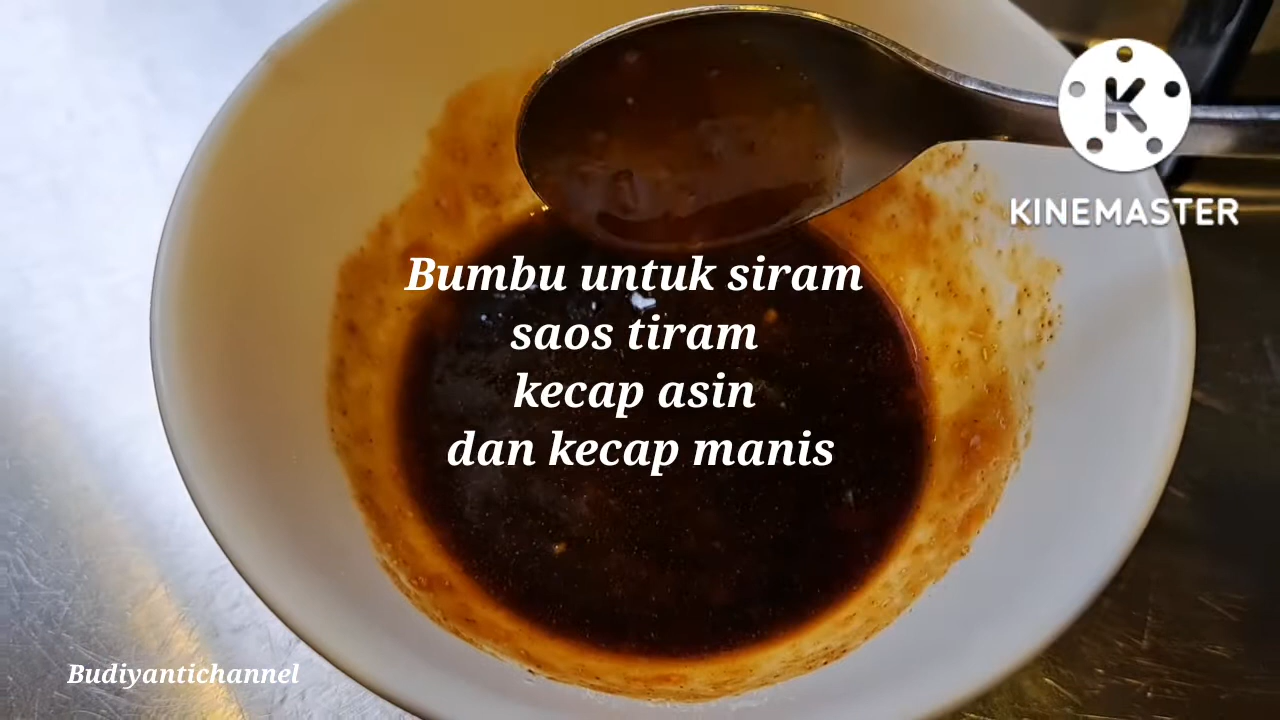 K
KINEMASTER
Bumbu untuk siram
saos tiram
kecap asin
dan kecap manis
Budiyantichannel